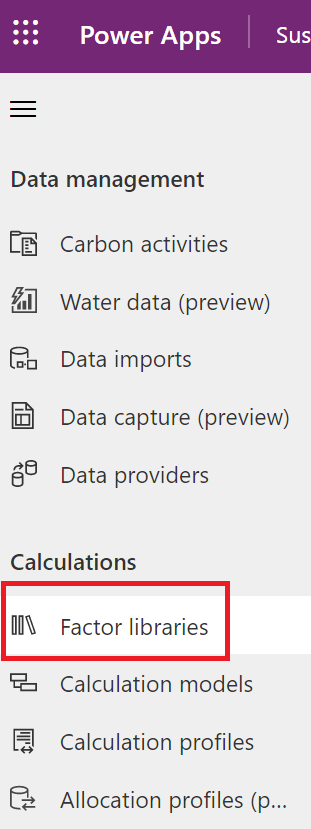 Power Apps
Sus
Data management
Carbon activities
Water data (preview)
Data imports
Data capture (preview)
Data providers
Calculations
Factor libraries
Calculation models
Calculation profiles
Allocation profiles (p...